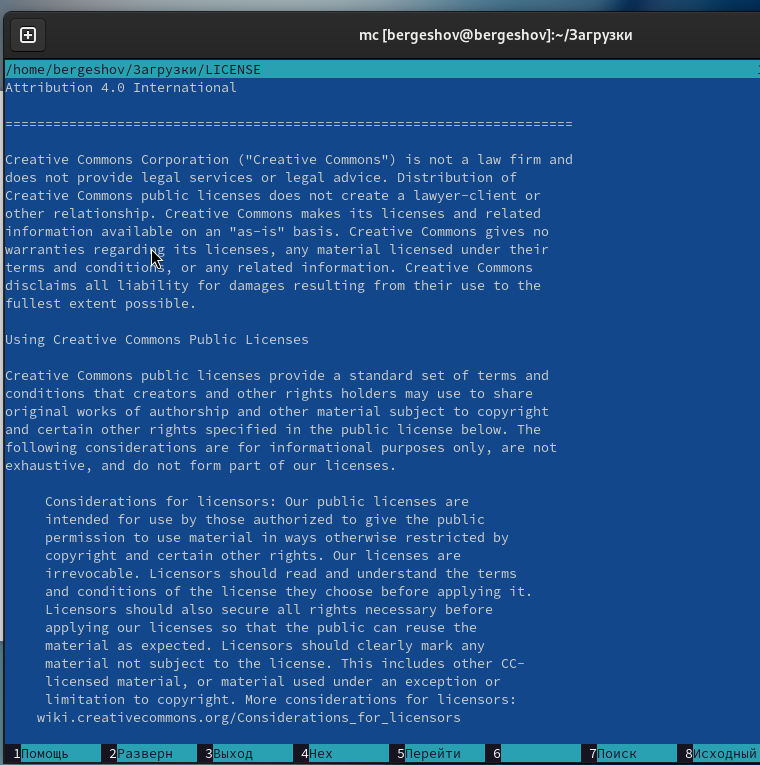 mc [bergeshov@bergeshov]:~/Загрузки
/home/bergeshov/Загрузки/LICENSE
Attribution 4.0 International
=======================================================================
Creative Commons Corporation ("Creative Commons") is not a law firm and
does not provide legal services or legal advice. Distribution of
Creative Commons public licenses does not create a lawyer-client or
other relationship. Creative Commons makes its licenses and related
information available on an "as-is" basis. Creative Commons gives no
warranties regarding its licenses, any material licensed under their
terms and conditions, or any related information. Creative Commons
disclaims all liability for damages resulting from their use to the
fullest extent possible.
Using Creative Commons Public Licenses
Creative Commons public licenses provide a standard set of terms and
conditions that creators and other rights holders may use to share
original works of authorship and other material subject to copyright
and certain other rights specified in the public license below. The
following considerations are for informational purposes only, are not
exhaustive, and do not form part of our licenses.
Considerations for licensors: Our public licenses are
intended for use by those authorized to give the public
permission to use material in ways otherwise restricted by
copyright and certain other rights. Our licenses are
irrevocable. Licensors should read and understand the terms
and conditions of the license they choose before applying it.
Licensors should also secure all rights necessary before
applying our licenses so that the public can reuse the
material as expected. Licensors should clearly mark any
material not subject to the license. This includes other CC-
licensed material, or material used under an exception or
limitation to copyright. More considerations for licensors:
wiki.creativecommons.org/Considerations_for_licensors
1Помощь 2Разверн 3Выход 4Hex 5Перейти 6 7Поиск 8Исходный